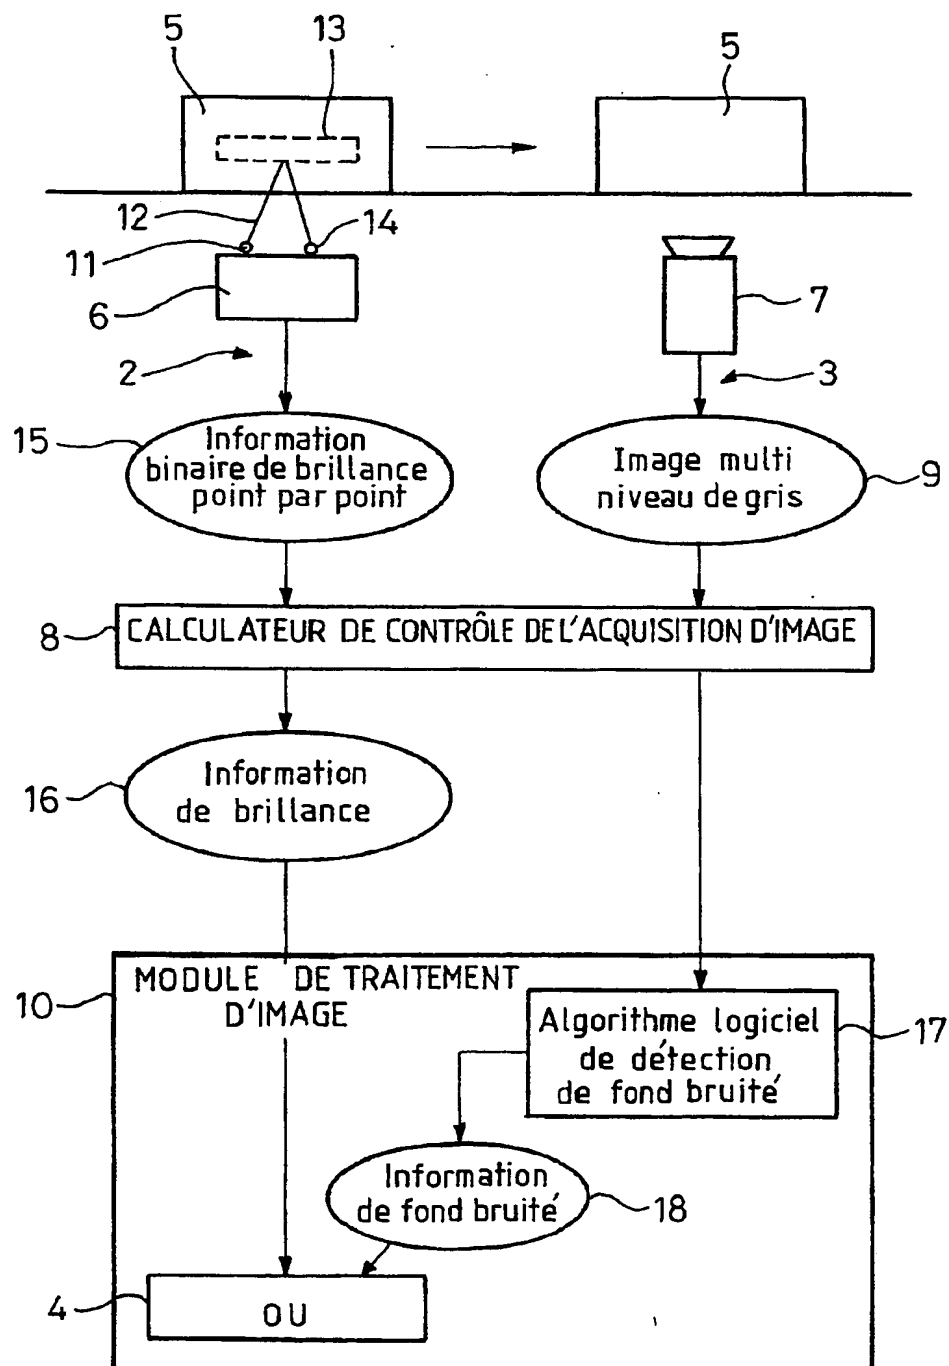 5
13
5
12
14
11
6
7
2
3
15
Information
binaire de brillance
point par point
Image multi
niveau de gris
9
8
CALCULATEUR DE CONTRÔLE DE L'ACQUISITION D'IMAGE
16
Information
de brillance
10
MODULE DE TRAITEMENT
D'IMAGE
Algorithme logiciel
de détection
de fond bruité
17
Information
de fond bruité
18
4
OU